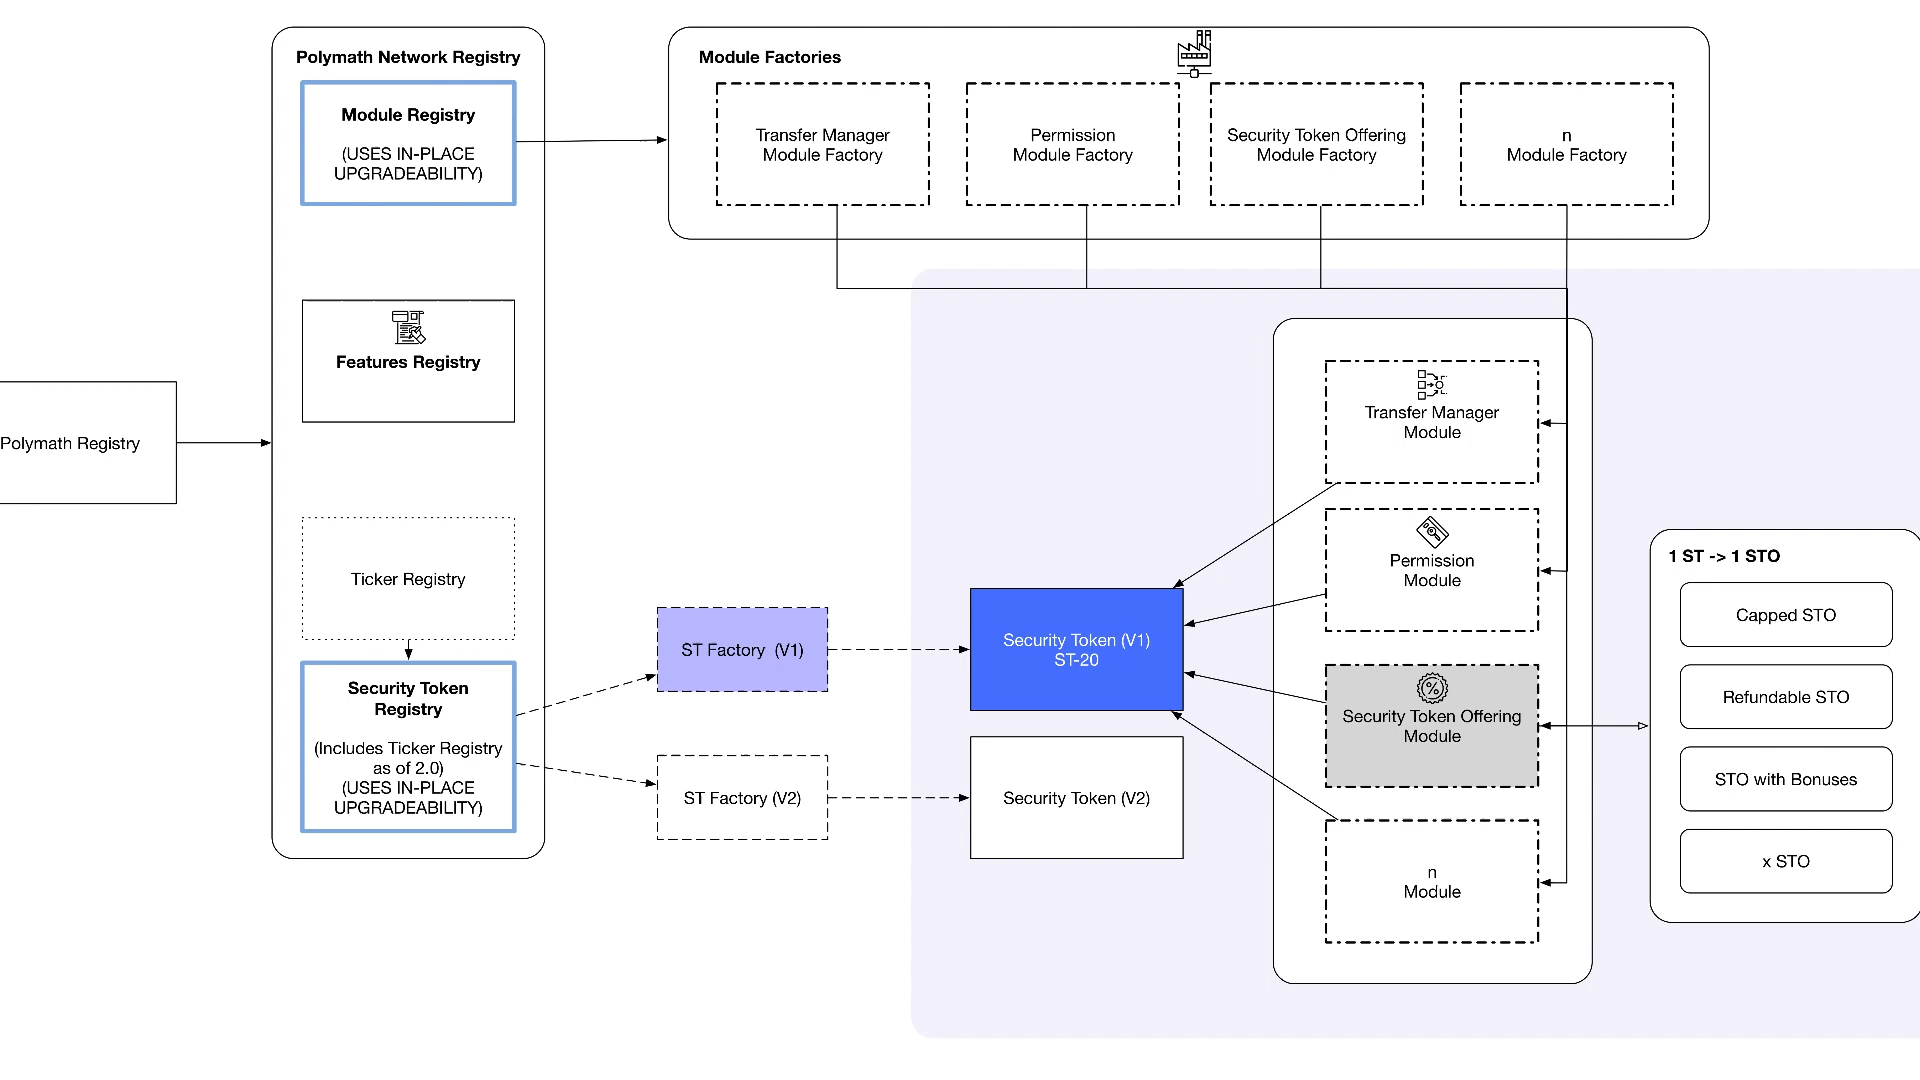 Polymath Network Registry
Module Registry
(USES IN-PLACE
UPGRADEABILITY)
Features Registry
Polymath Registry
Ticker Registry
Security Token
Registry
(Includes Ticker Registry
as of 2.0)
(USES IN-PLACE
UPGRADEABILITY)
Module Factories
Transfer Manager
Module Factory
Permission
Module Factory
Security Token Offering
Module Factory
n
Module Factory
ST Factory (V1)
ST Factory (V2)
Security Token (V1)
ST-20
Security Token (V2)
Transfer Manager
Module
Permission
Module
Security Token Offering
Module
n
Module
1 ST -> 1 STO
Capped STO
Refundable STO
STO with Bonuses
x STO